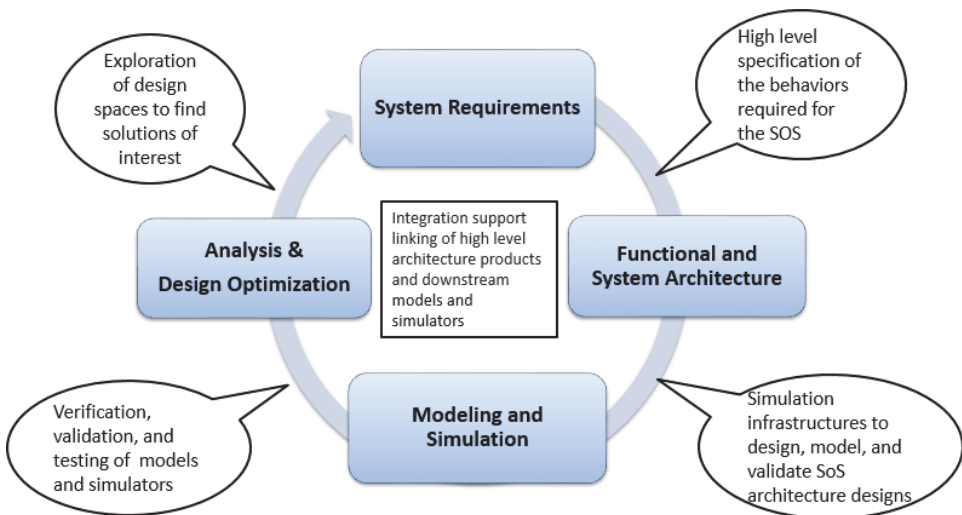 Exploration
of design
spaces to find
solutions of
interest
System Requirements
High level
specification of
the behaviors
required for
the SOS
Analysis &
Design Optimization
Integration support
linking of high level
architecture products
and downstream
models and
simulators
Functional and
System Architecture
Verification,
validation, and
testing of models
and simulators
Modeling and
Simulation
Simulation
infrastructures to
design, model, and
validate SoS
architecture designs